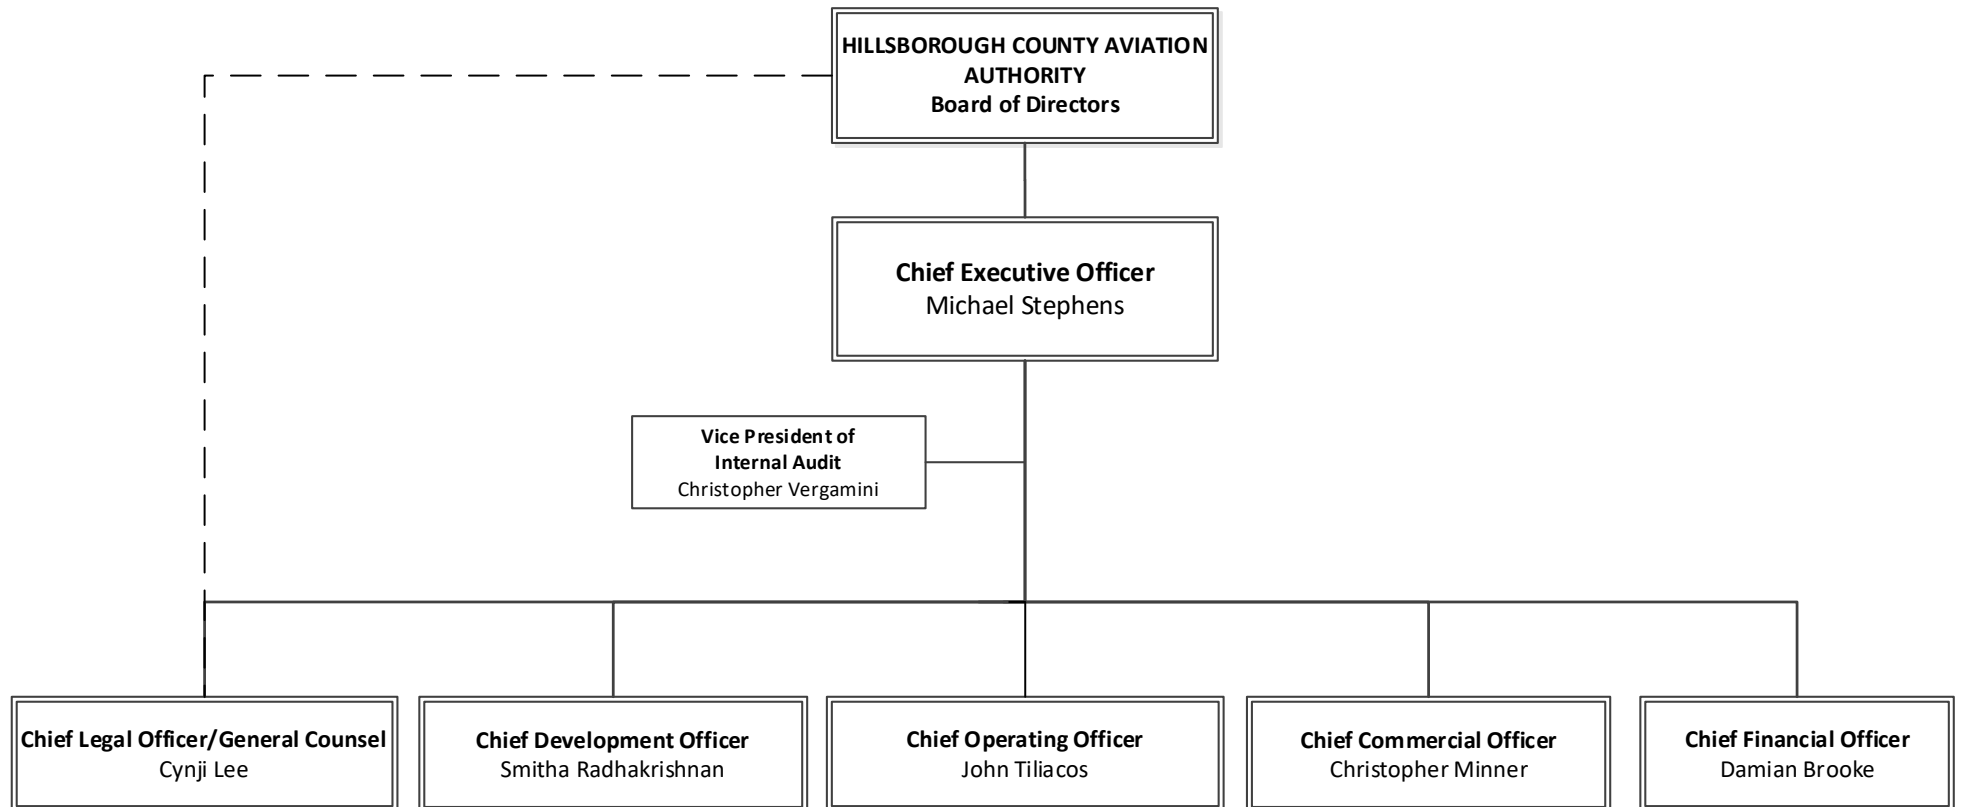 HILLSBOROUGH COUNTY AVIATION
AUTHORITY
Board of Directors
Chief Executive Officer
Michael Stephens
Vice President of
Internal Audit
Christopher Vergamini
Chief Legal Officer/General Counsel
Cynji Lee
Chief Development Officer
Smitha Radhakrishnan
Chief Operating Officer
John Tiliacos
Chief Commercial Officer
Christopher Minner
Chief Financial Officer
Damian Brooke